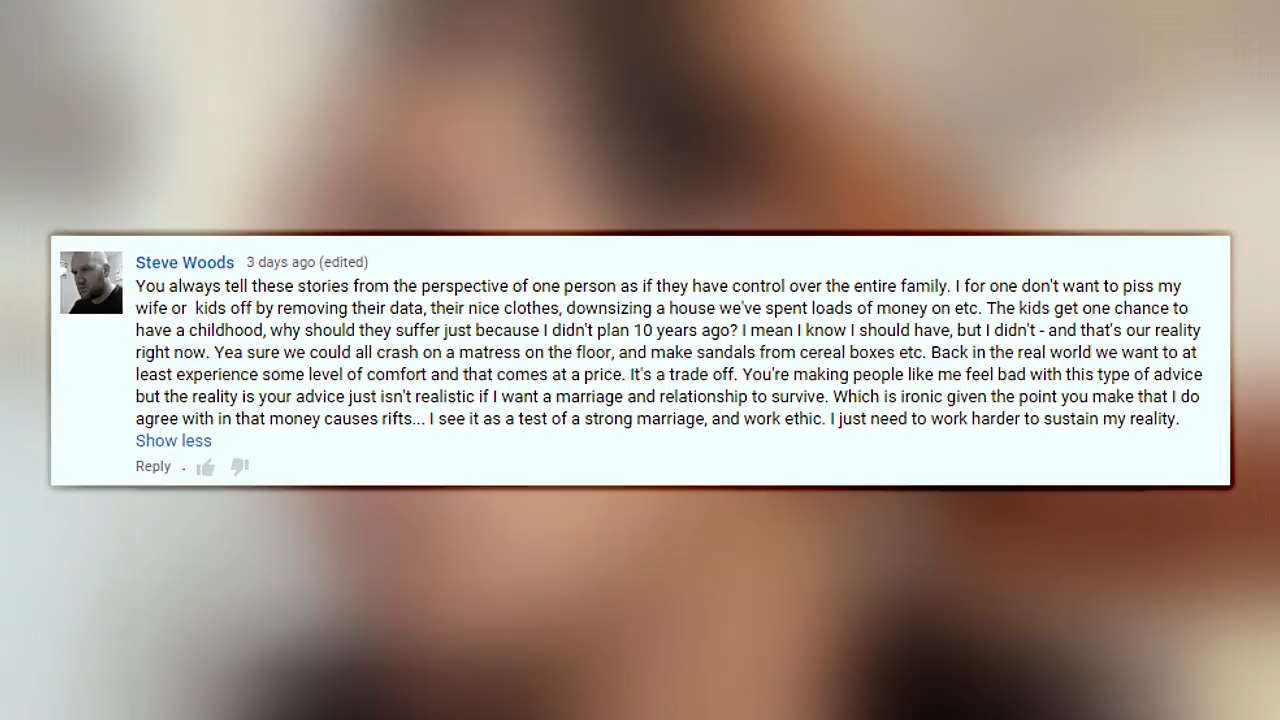 Steve Woods 3 days ago (edited)
You always tell these stories from the perspective of one person as if they have control over the entire family. I for one don't want to piss my
wife or  kids off by removing their data, their nice clothes, downsizing a house we've spent loads of money on etc. The kids get one chance to
have a childhood, why should they suffer just because I didn't plan 10 years ago? I mean I know I should have, but I didn't - and that's our reality
right now. Yea sure we could all crash on a matress on the floor, and make sandals from cereal boxes etc. Back in the real world we want to at
least experience some level of comfort and that comes at a price. It's a trade off. You're making people like me feel bad with this type of advice
but the reality is your advice just isn't realistic if I want a marriage and relationship to survive. Which is ironic given the point you make that I do
agree with in that money causes rifts... I see it as a test of a strong marriage, and work ethic. I just need to work harder to sustain my reality.
Show less
Reply .